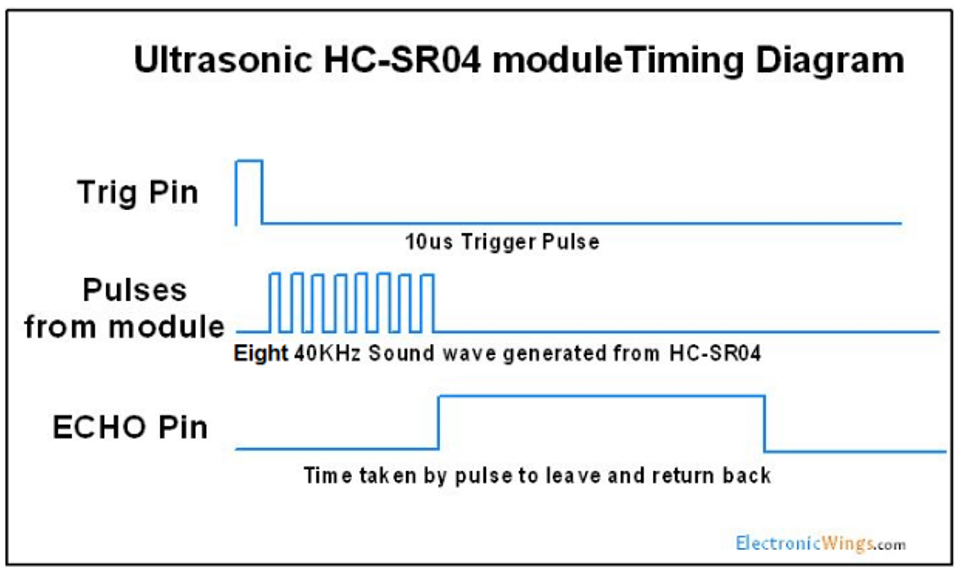 Ultrasonic HC-SR04 moduleTiming Diagram
Trig Pin
10us Trigger Pulse
Pulses
from module
Eight 40KHz Sound wave generated from HC-SR04
ECHO Pin
Time taken by pulse to leave and return back
ElectronicWings.com